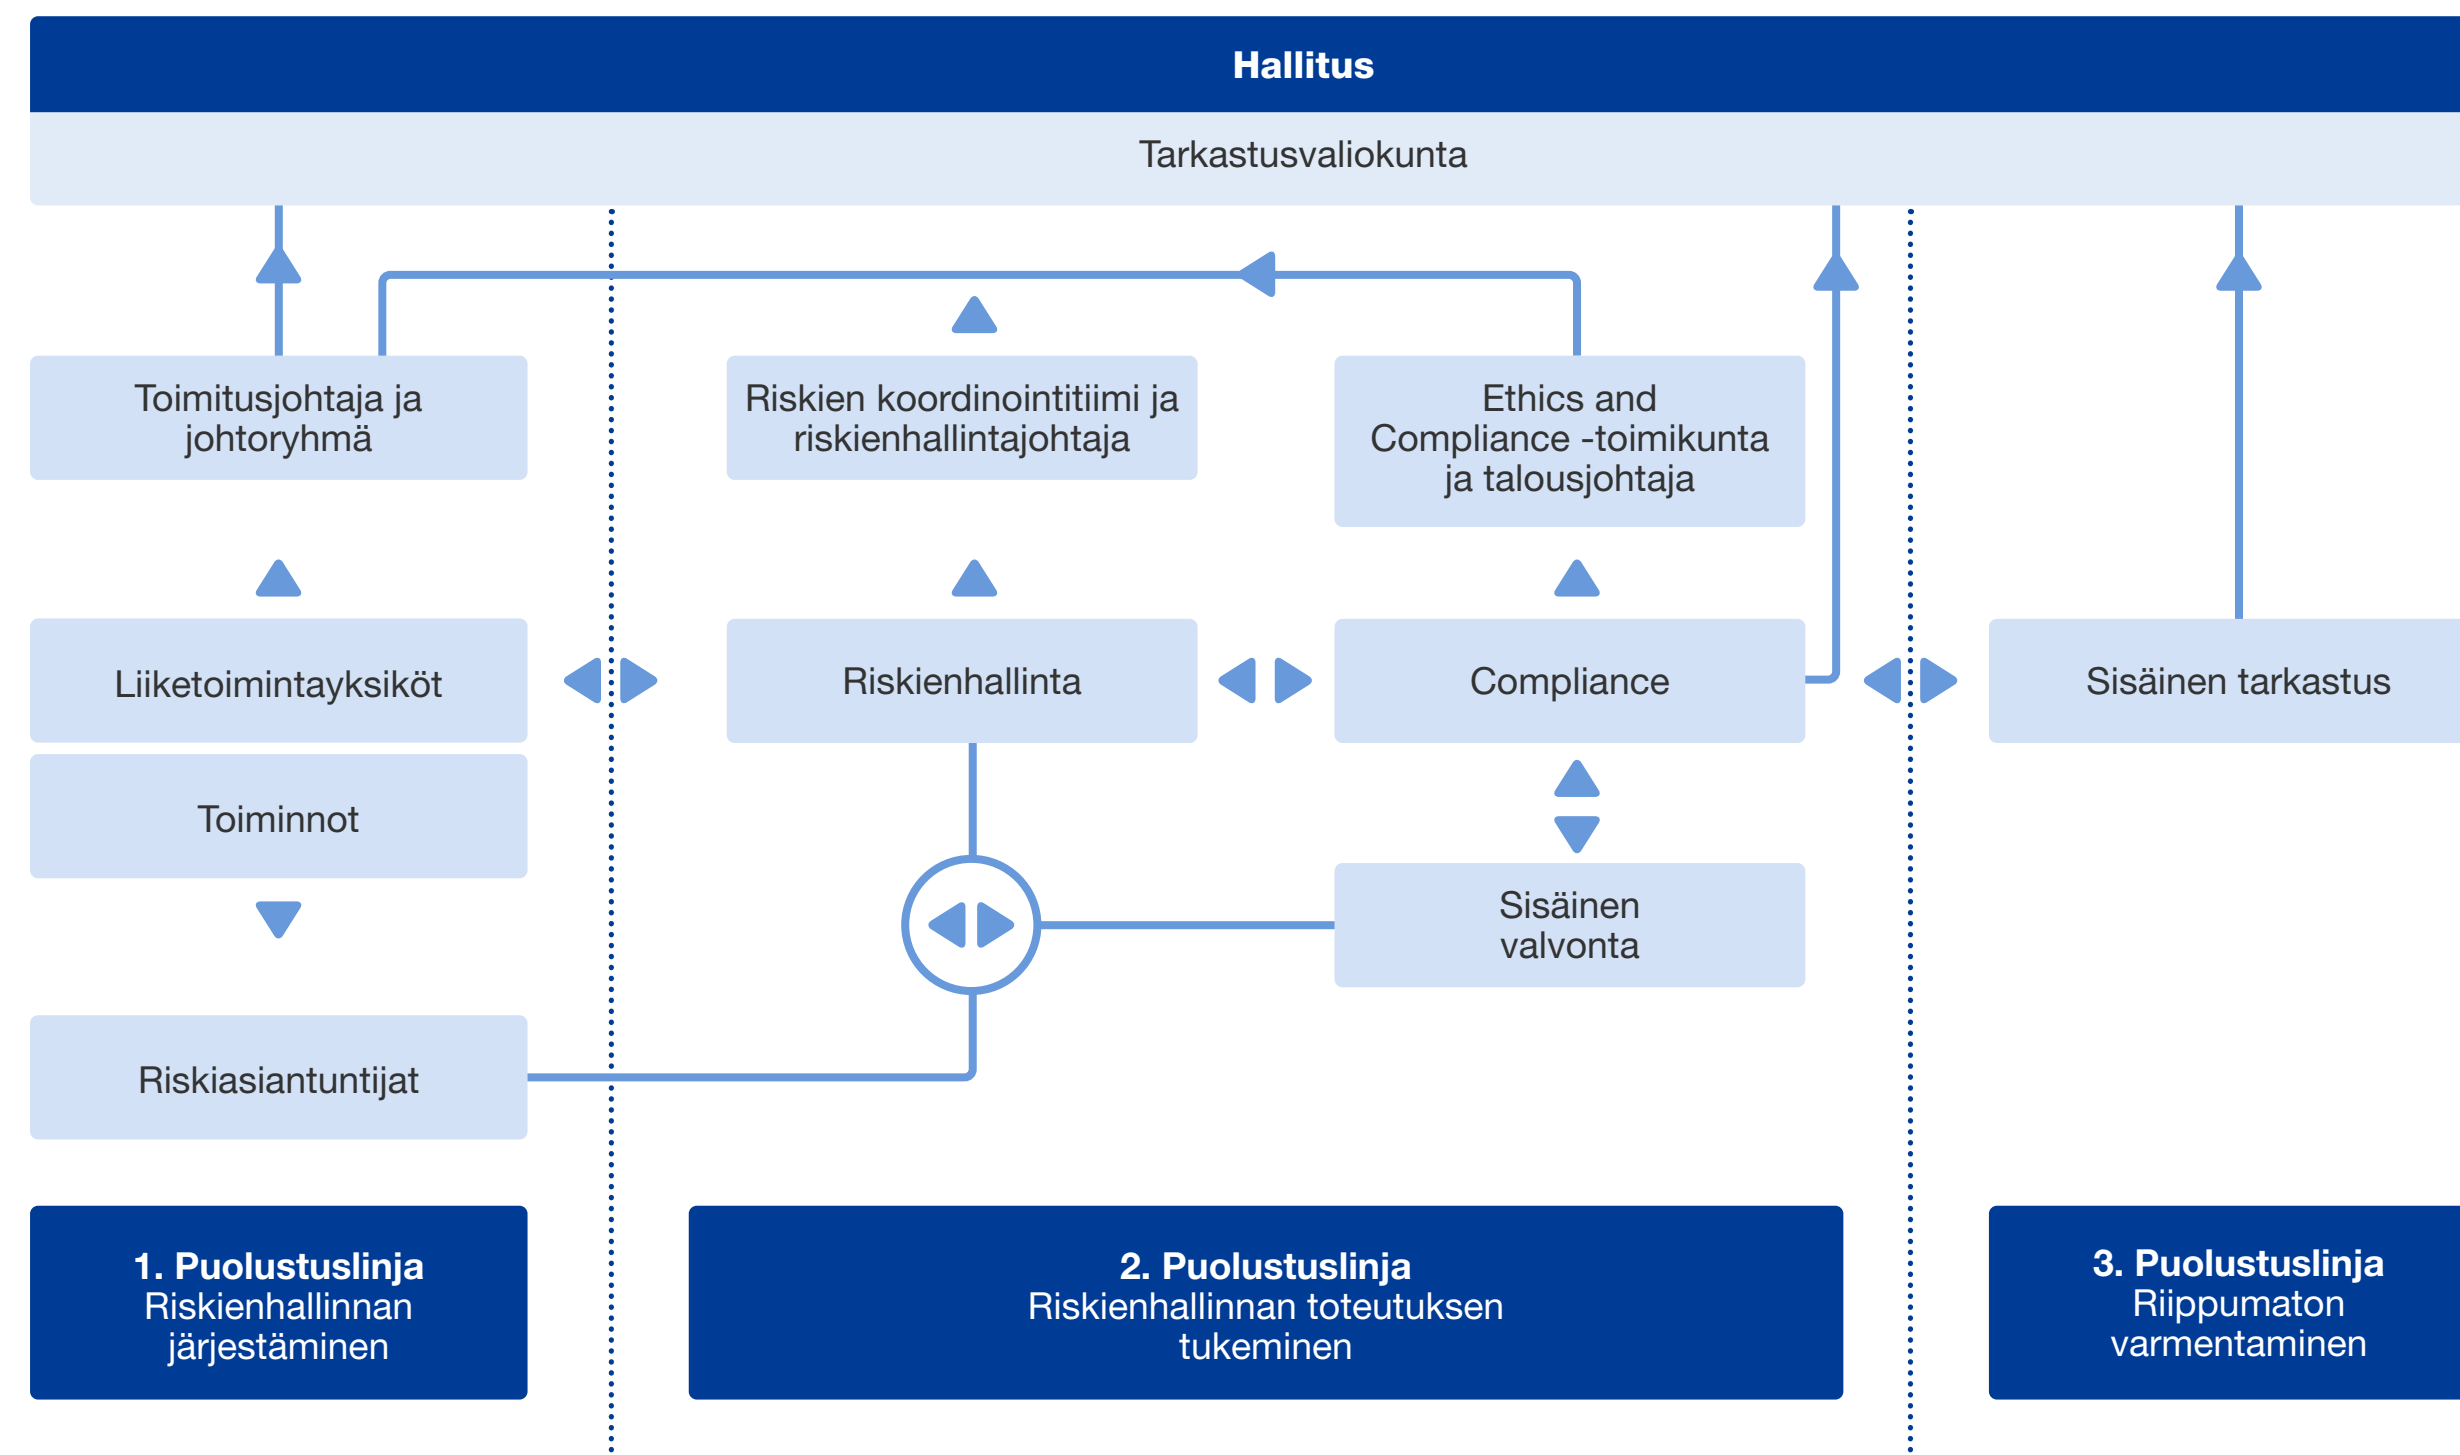 Hallitus
Tarkastusvaliokunta
Toimitusjohtaja ja
johtoryhmä
Riskien koordinointitiimi ja
riskienhallintajohtaja
Ethics and
Compliance -toimikunta
ja talousjohtaja
Liiketoimintayksiköt
Riskienhallinta
Compliance
Sisäinen tarkastus
Toiminnot
Sisäinen
valvonta
Riskiasiantuntijat
1. Puolustuslinja
Riskienhallinnan
järjestäminen
2. Puolustuslinja
Riskienhallinnan toteutuksen
tukeminen
3. Puolustuslinja
Riippumaton
varmentaminen